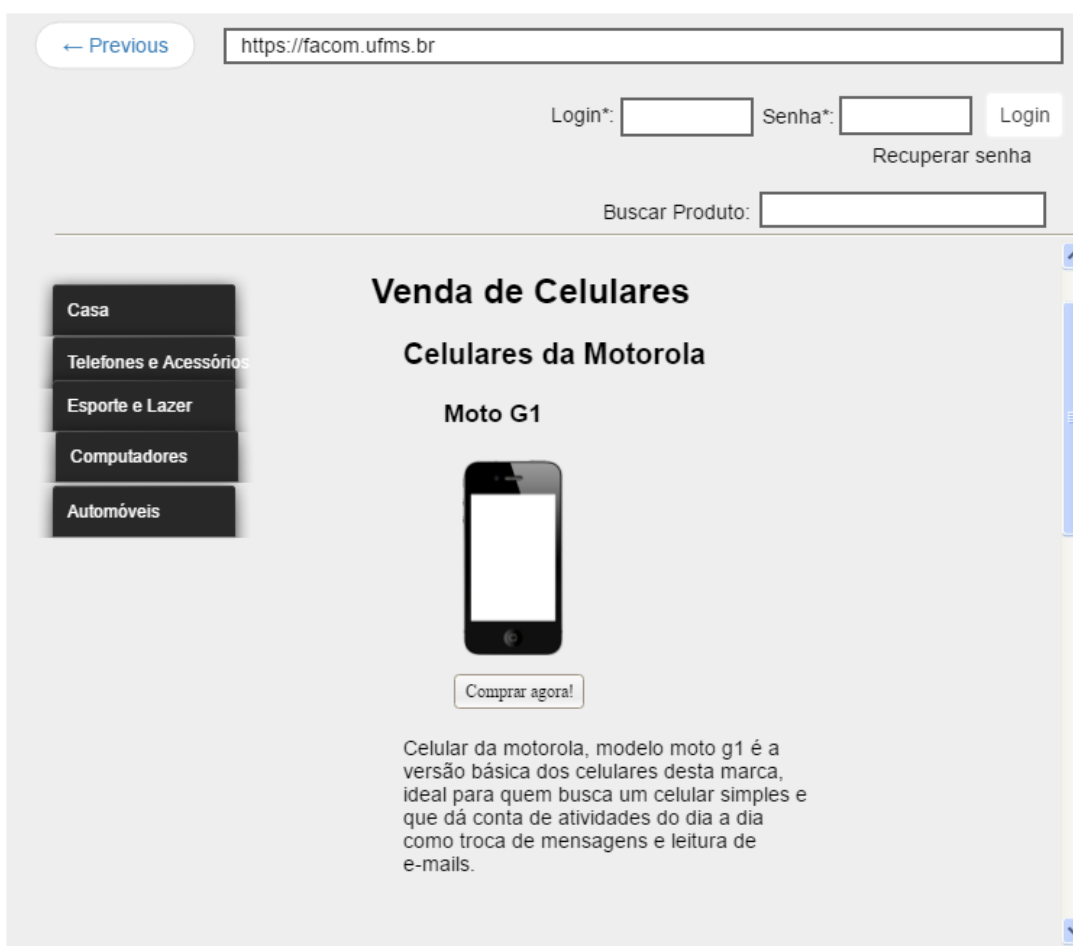 ← Previous
https://facom.ufms.br
Login*:
Senha*:
Login
Recuperar senha
Buscar Produto:
Casa
Telefones e Acessórios
Esporte e Lazer
Computadores
Automóveis
Venda de Celulares
Celulares da Motorola
Moto G1
Comprar agora!
Celular da motorola, modelo moto g1 é a
versão básica dos celulares desta marca,
ideal para quem busca um celular simples e
que dá conta de atividades do dia a dia
como troca de mensagens e leitura de
e-mails.